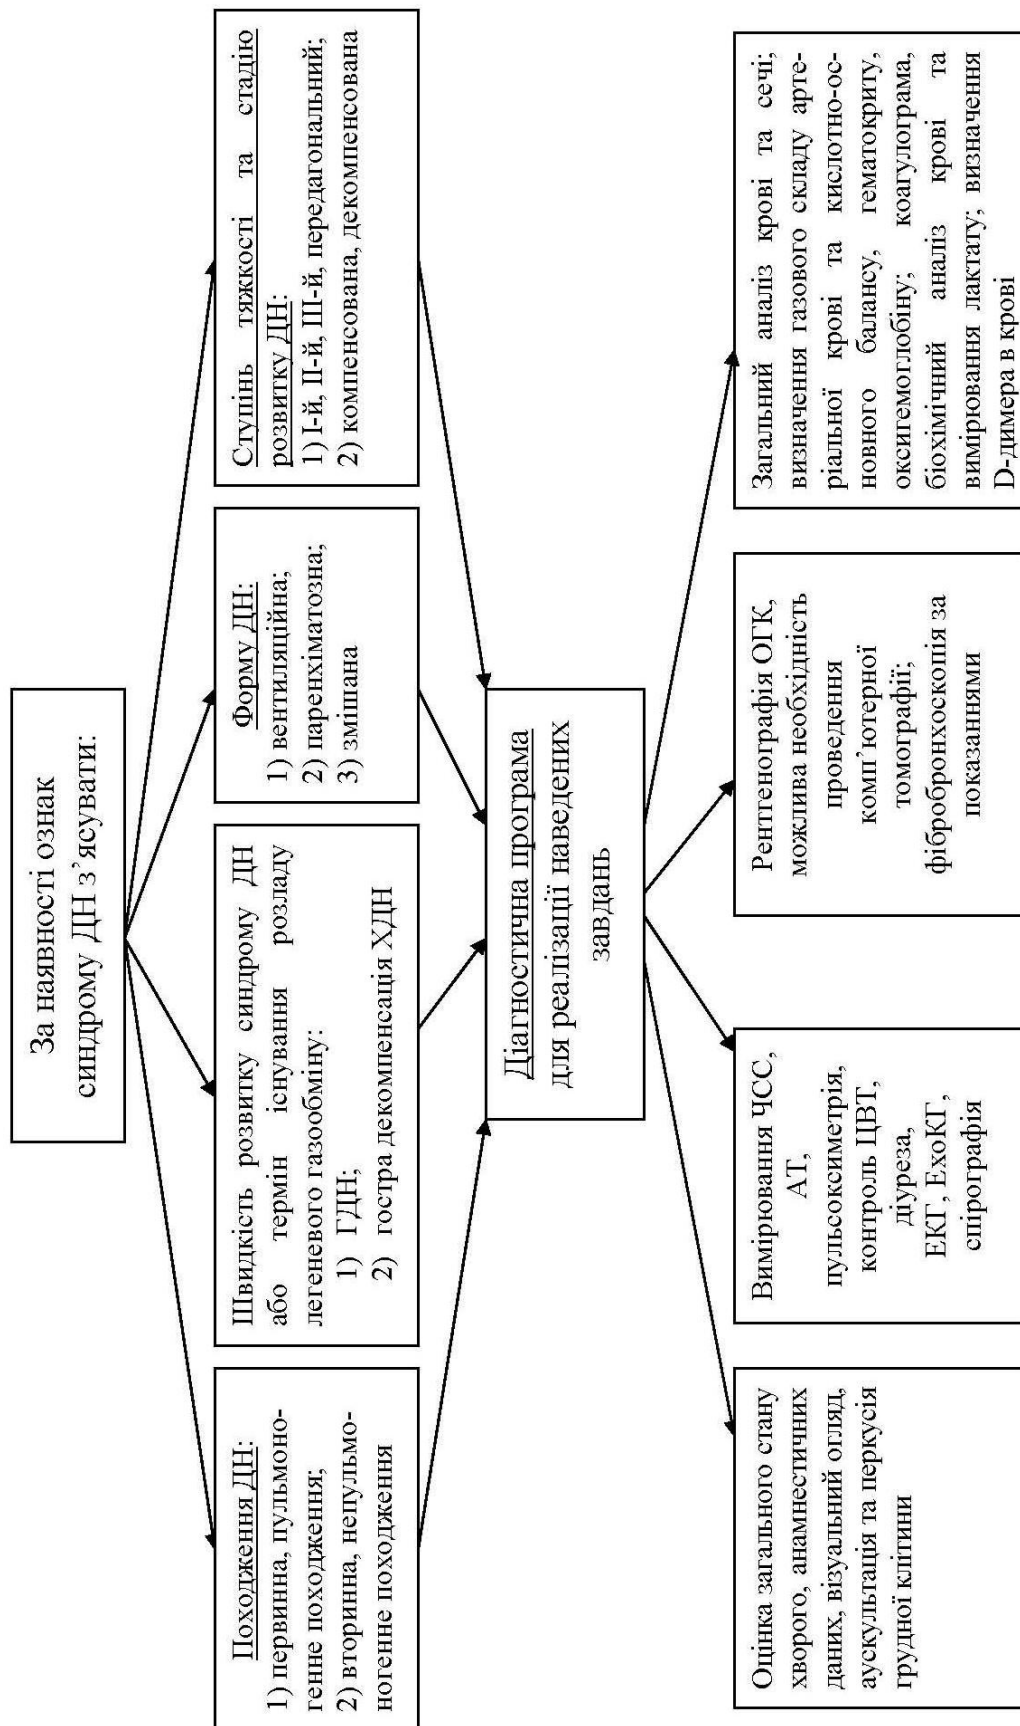 За наявності ознак
синдрому ДН з’ясувати:
Походження ДН:
1) первинна, пульмоно-
генне походження;
2) вторинна, непульмо-
ногенне походження
Швидкість розвитку синдрому ДН
або термін існування розладу
легеневого газообміну:
1) ГДН;
2) гостра декомпенсація ХДН
Форму ДН:
1) вентиляційна;
2) паренхіматозна;
3) змішана
Ступінь тяжкості та стадію
розвитку ДН:
1) І-й, ІІ-й, ІІІ-й, передагональний;
2) компенсована, декомпенсована
Діагностична програма
для реалізації наведених
завдань
Оцінка загального стану
хворого, анамнестичних
даних, візуальний огляд,
аускультація та перкусія
грудної клітини
Вимірювання ЧСС,
АТ,
пульсоксиметрія,
контроль ЦВТ,
діуреза,
ЕКГ, ЕхоКГ,
спірографія
Рентгенографія ОГК,
можлива необхідність
проведення
комп’ютерної
томографії;
фібробронхоскопія за
показаннями
Загальний аналіз крові та сечі;
визначення газового складу арте-
ріальної крові та кислотно-ос-
новного балансу, гематокриту,
оксигемоглобіну; коагулограма,
біохімічний аналіз крові та
вимірювання лактату; визначення
D-димера в крові